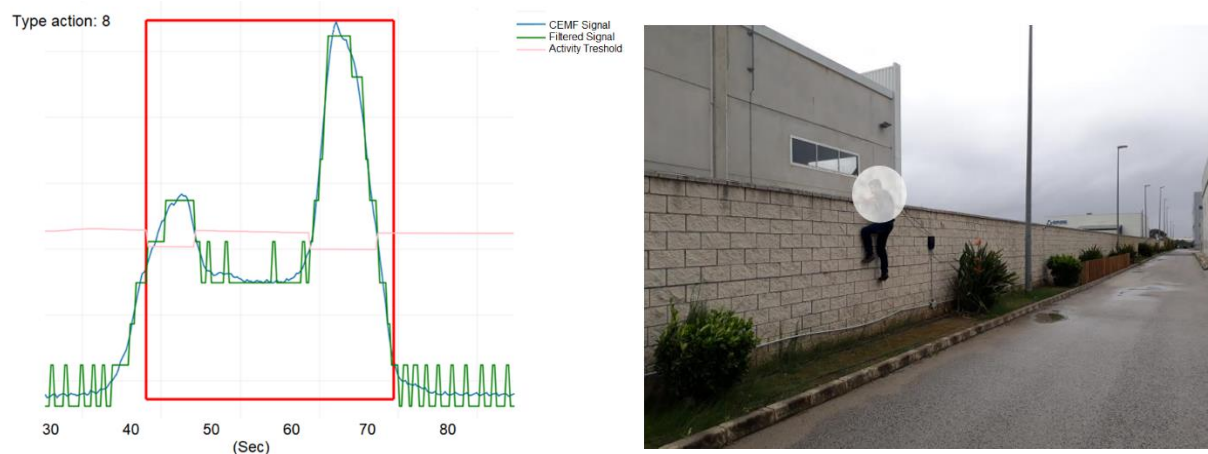 Type action: 8
CEMF Signal
Filtered Signal
Activity Treshold
30 40 50 60 70 80
(Sec)